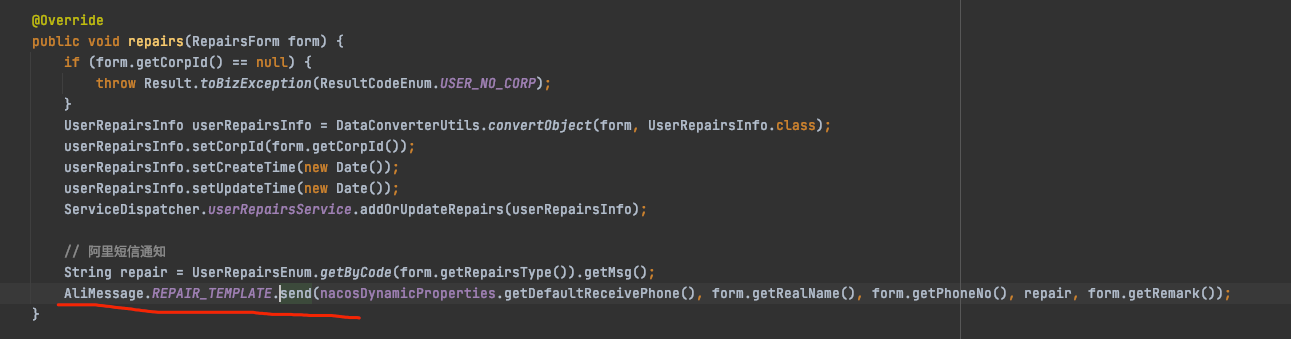 @Override
public void repairs(RepairsForm form) {
if (form.getCorpId() == null) {
throw Result.toBizException(ResultCodeEnum.USER_NO_CORP);
}
UserRepairsInfo userRepairsInfo = DataConverterUtils.convertObject(form, UserRepairsInfo.class);
userRepairsInfo.setCorpId(form.getCorpId());
userRepairsInfo.setCreateTime(new Date());
userRepairsInfo.setUpdateTime(new Date());
ServiceDispatcher.userRepairsService.addOrUpdateRepairs(userRepairsInfo);
// 阿里短信通知
String repair = UserRepairsEnum.getByCode(form.getRepairsType()).getMsg();
AliMessage.REPAIR_TEMPLATE.send(nacosDynamicProperties.getDefaultReceivePhone(), form.getRealName(), form.getPhoneNo(), repair, form.getRemark());
}